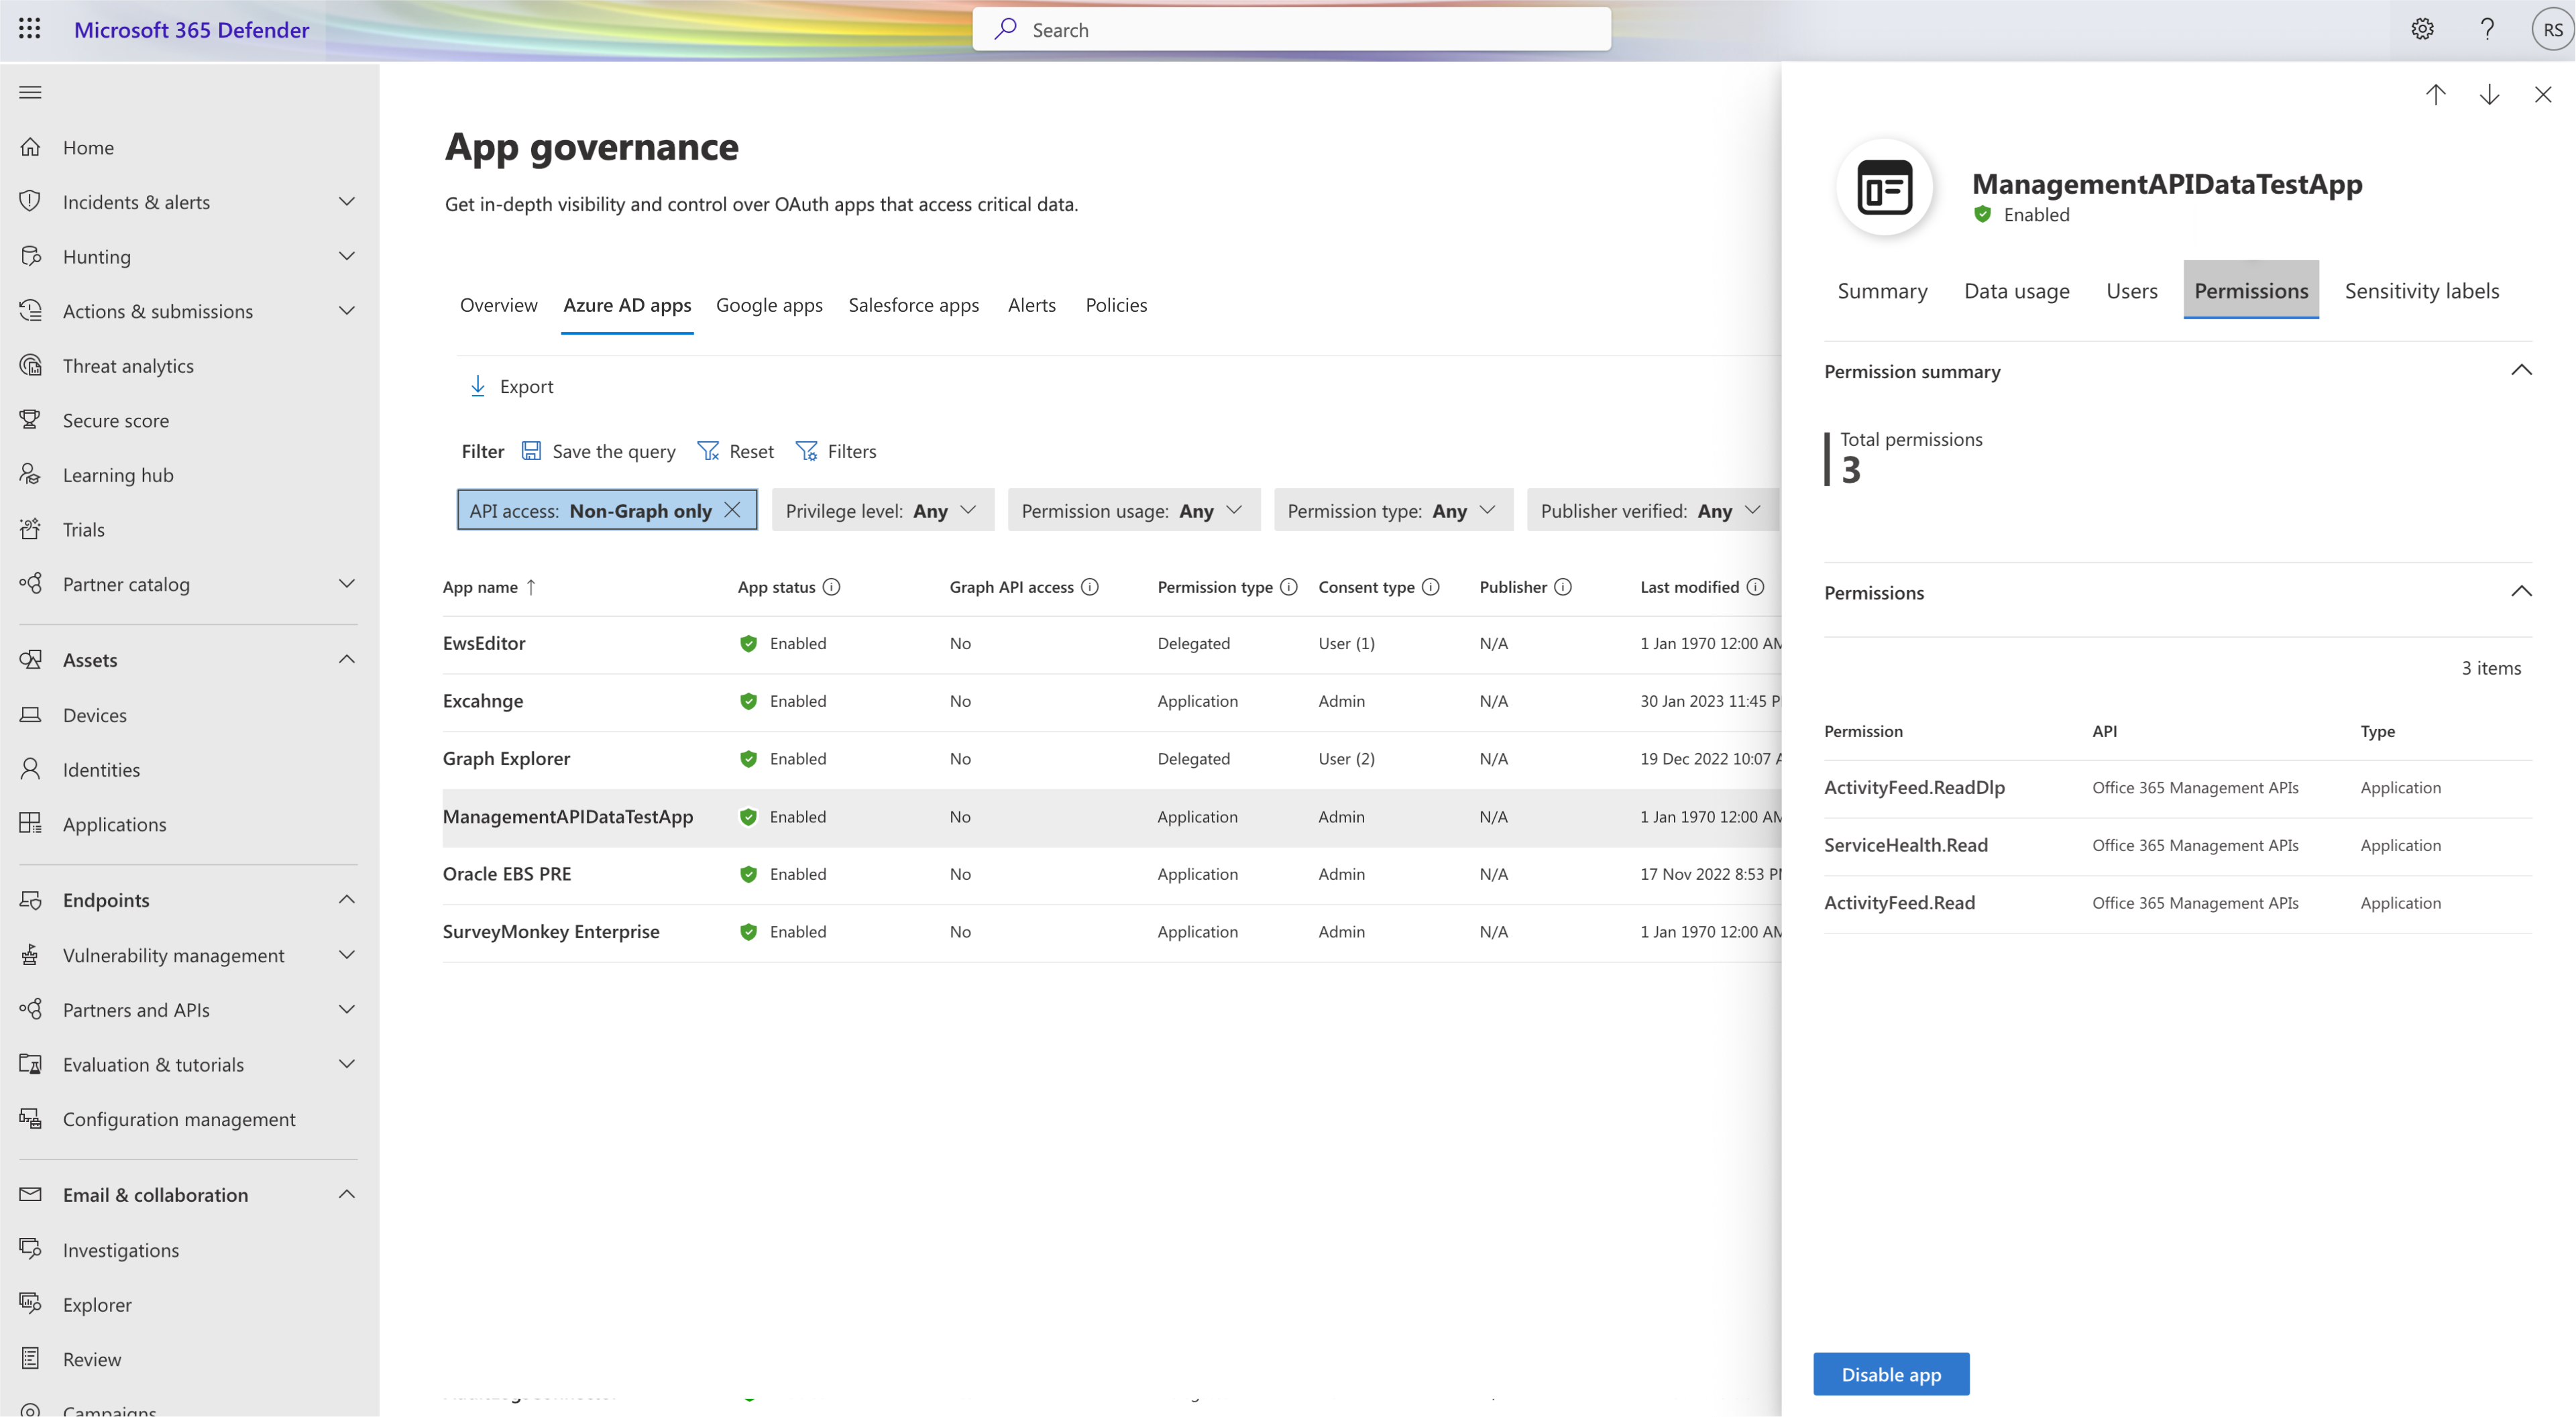 Microsoft 365 Defender
Search
RS
Home
Incidents & alerts
Hunting
Actions & submissions
Threat analytics
Secure score
Learning hub
Trials
Partner catalog
Assets
Devices
Identities
Applications
Endpoints
Vulnerability management
Partners and APIs
Evaluation & tutorials
Configuration management
Email & collaboration
Investigations
Explorer
Review
Campaigns
App governance
Get in-depth visibility and control over OAuth apps that access critical data.
Overview Azure AD apps Google apps Salesforce apps Alerts Policies
Export
Filter Save the query Reset Filters
API access: Non-Graph only Privilege level: Any Permission usage: Any Permission type: Any Publisher verified: Any
App name App status Graph API access Permission type Consent type Publisher Last modified
EwsEditor Enabled No Delegated User (1) N/A 1 Jan 1970 12:00 AM
Excahnge Enabled No Application Admin N/A 30 Jan 2023 11:45 P
Graph Explorer Enabled No Delegated User (2) N/A 19 Dec 2022 10:07 A
ManagementAPIDataTestApp Enabled No Application Admin N/A 1 Jan 1970 12:00 AM
Oracle EBS PRE Enabled No Application Admin N/A 17 Nov 2022 8:53 PM
SurveyMonkey Enterprise Enabled No Application Admin N/A 1 Jan 1970 12:00 AM
ManagementAPIDataTestApp
Enabled
Summary Data usage Users Permissions Sensitivity labels
Permission summary
Total permissions
3
Permissions
3 items
Permission API Type
ActivityFeed.ReadDlp Office 365 Management APIs Application
ServiceHealth.Read Office 365 Management APIs Application
ActivityFeed.Read Office 365 Management APIs Application
Disable app